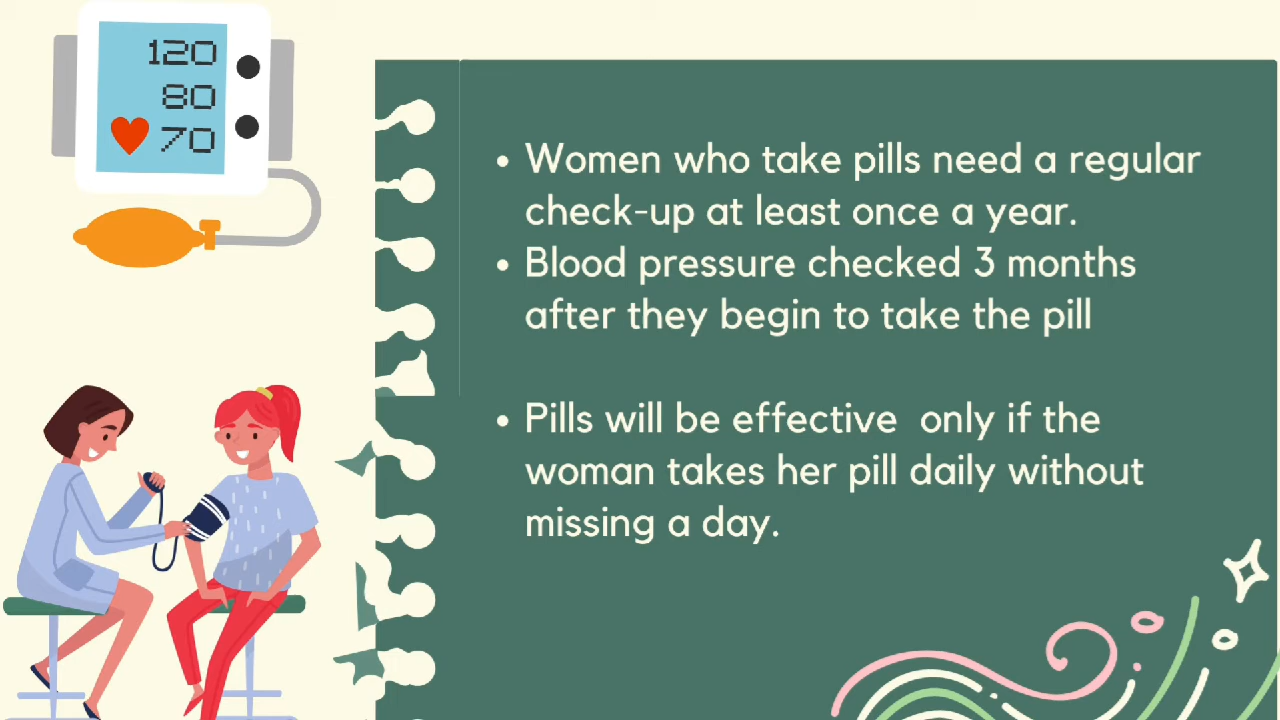 120
80
70
• Women who take pills need a regular
check-up at least once a year.
• Blood pressure checked 3 months
after they begin to take the pill
• Pills will be effective  only if the
woman takes her pill daily without
missing a day.